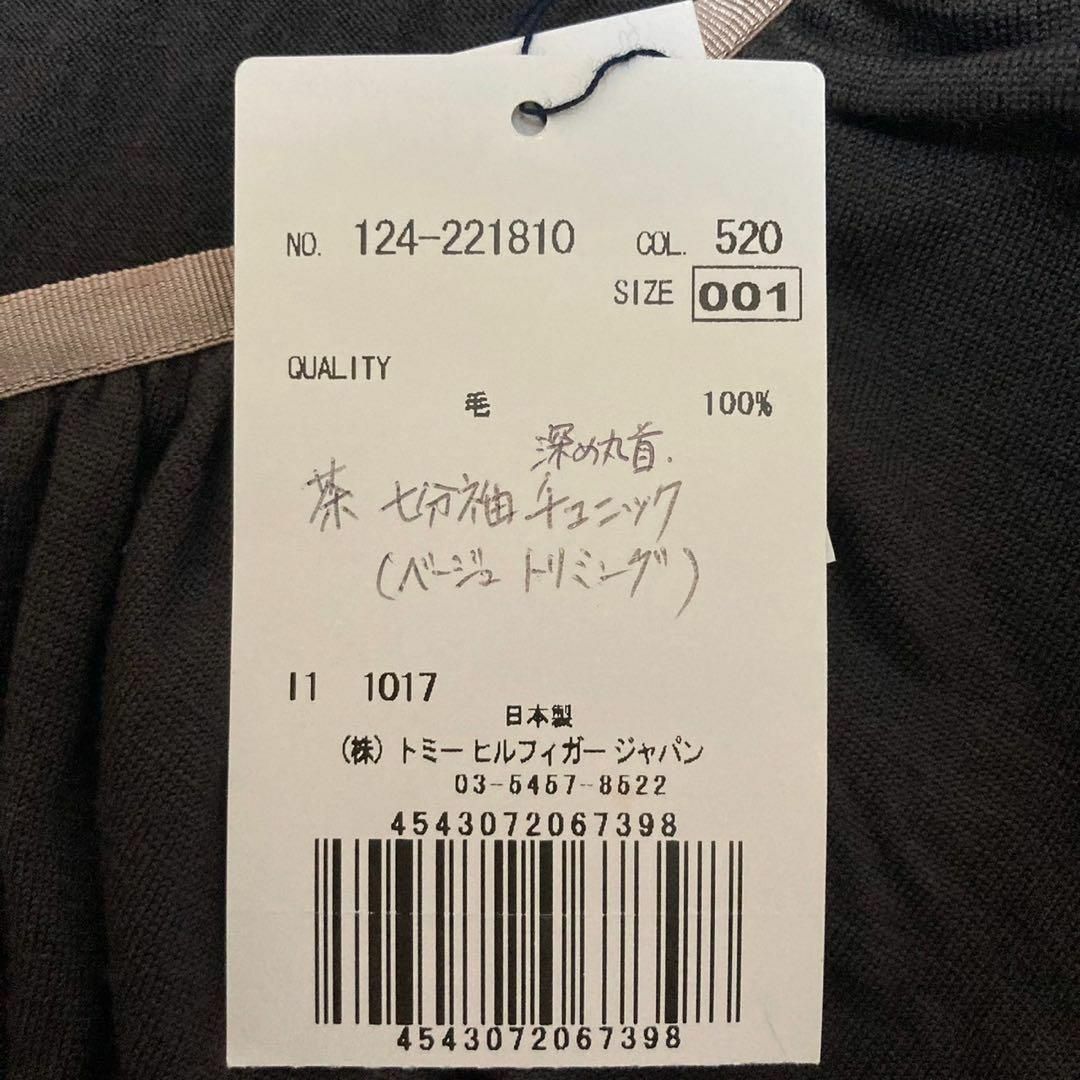 NO. 124-221810 COL. 520
SIZE 001
QUALITY
毛 100%
深め丸首.
茶 七分袖 チュニック
(ベージュ トリミング)
I1 1017
日本製
(株) トミー ヒルフィガー ジャパン
03-5457-8522
4543072067398
4543072067398